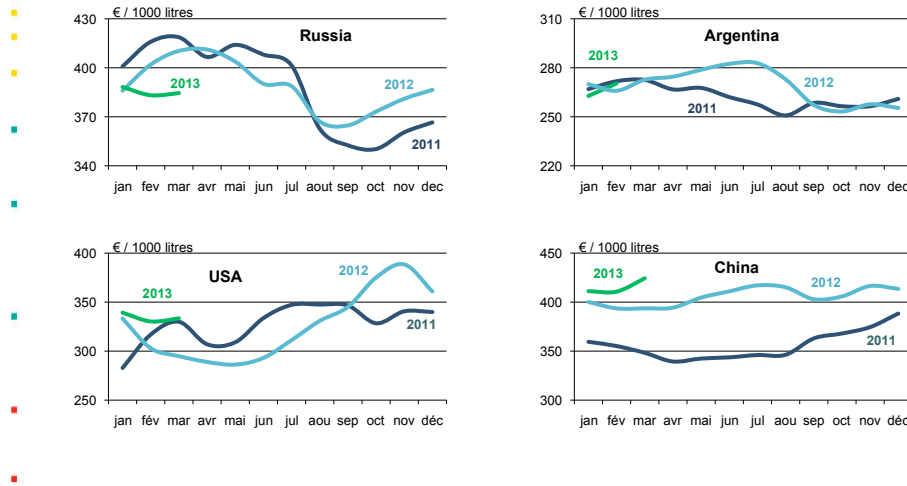 € / 1000 litres
Russia
430
400
370
340
2013
2012
2011
jan fev mar avr mai jun jul aout sep oct nov dec
€ / 1000 litres
Argentina
310
280
250
220
2013
2012
2011
jan fev mar avr mai jun jul aout sep oct nov dec
€ / 1000 litres
USA
400
350
300
250
2013
2012
2011
jan fév mar avr mai jun jul aou sep oct nov déc
€ / 1000 litres
China
450
400
350
300
2013
2012
2011
jan fév mar avr mai jun jul aou sep oct nov déc